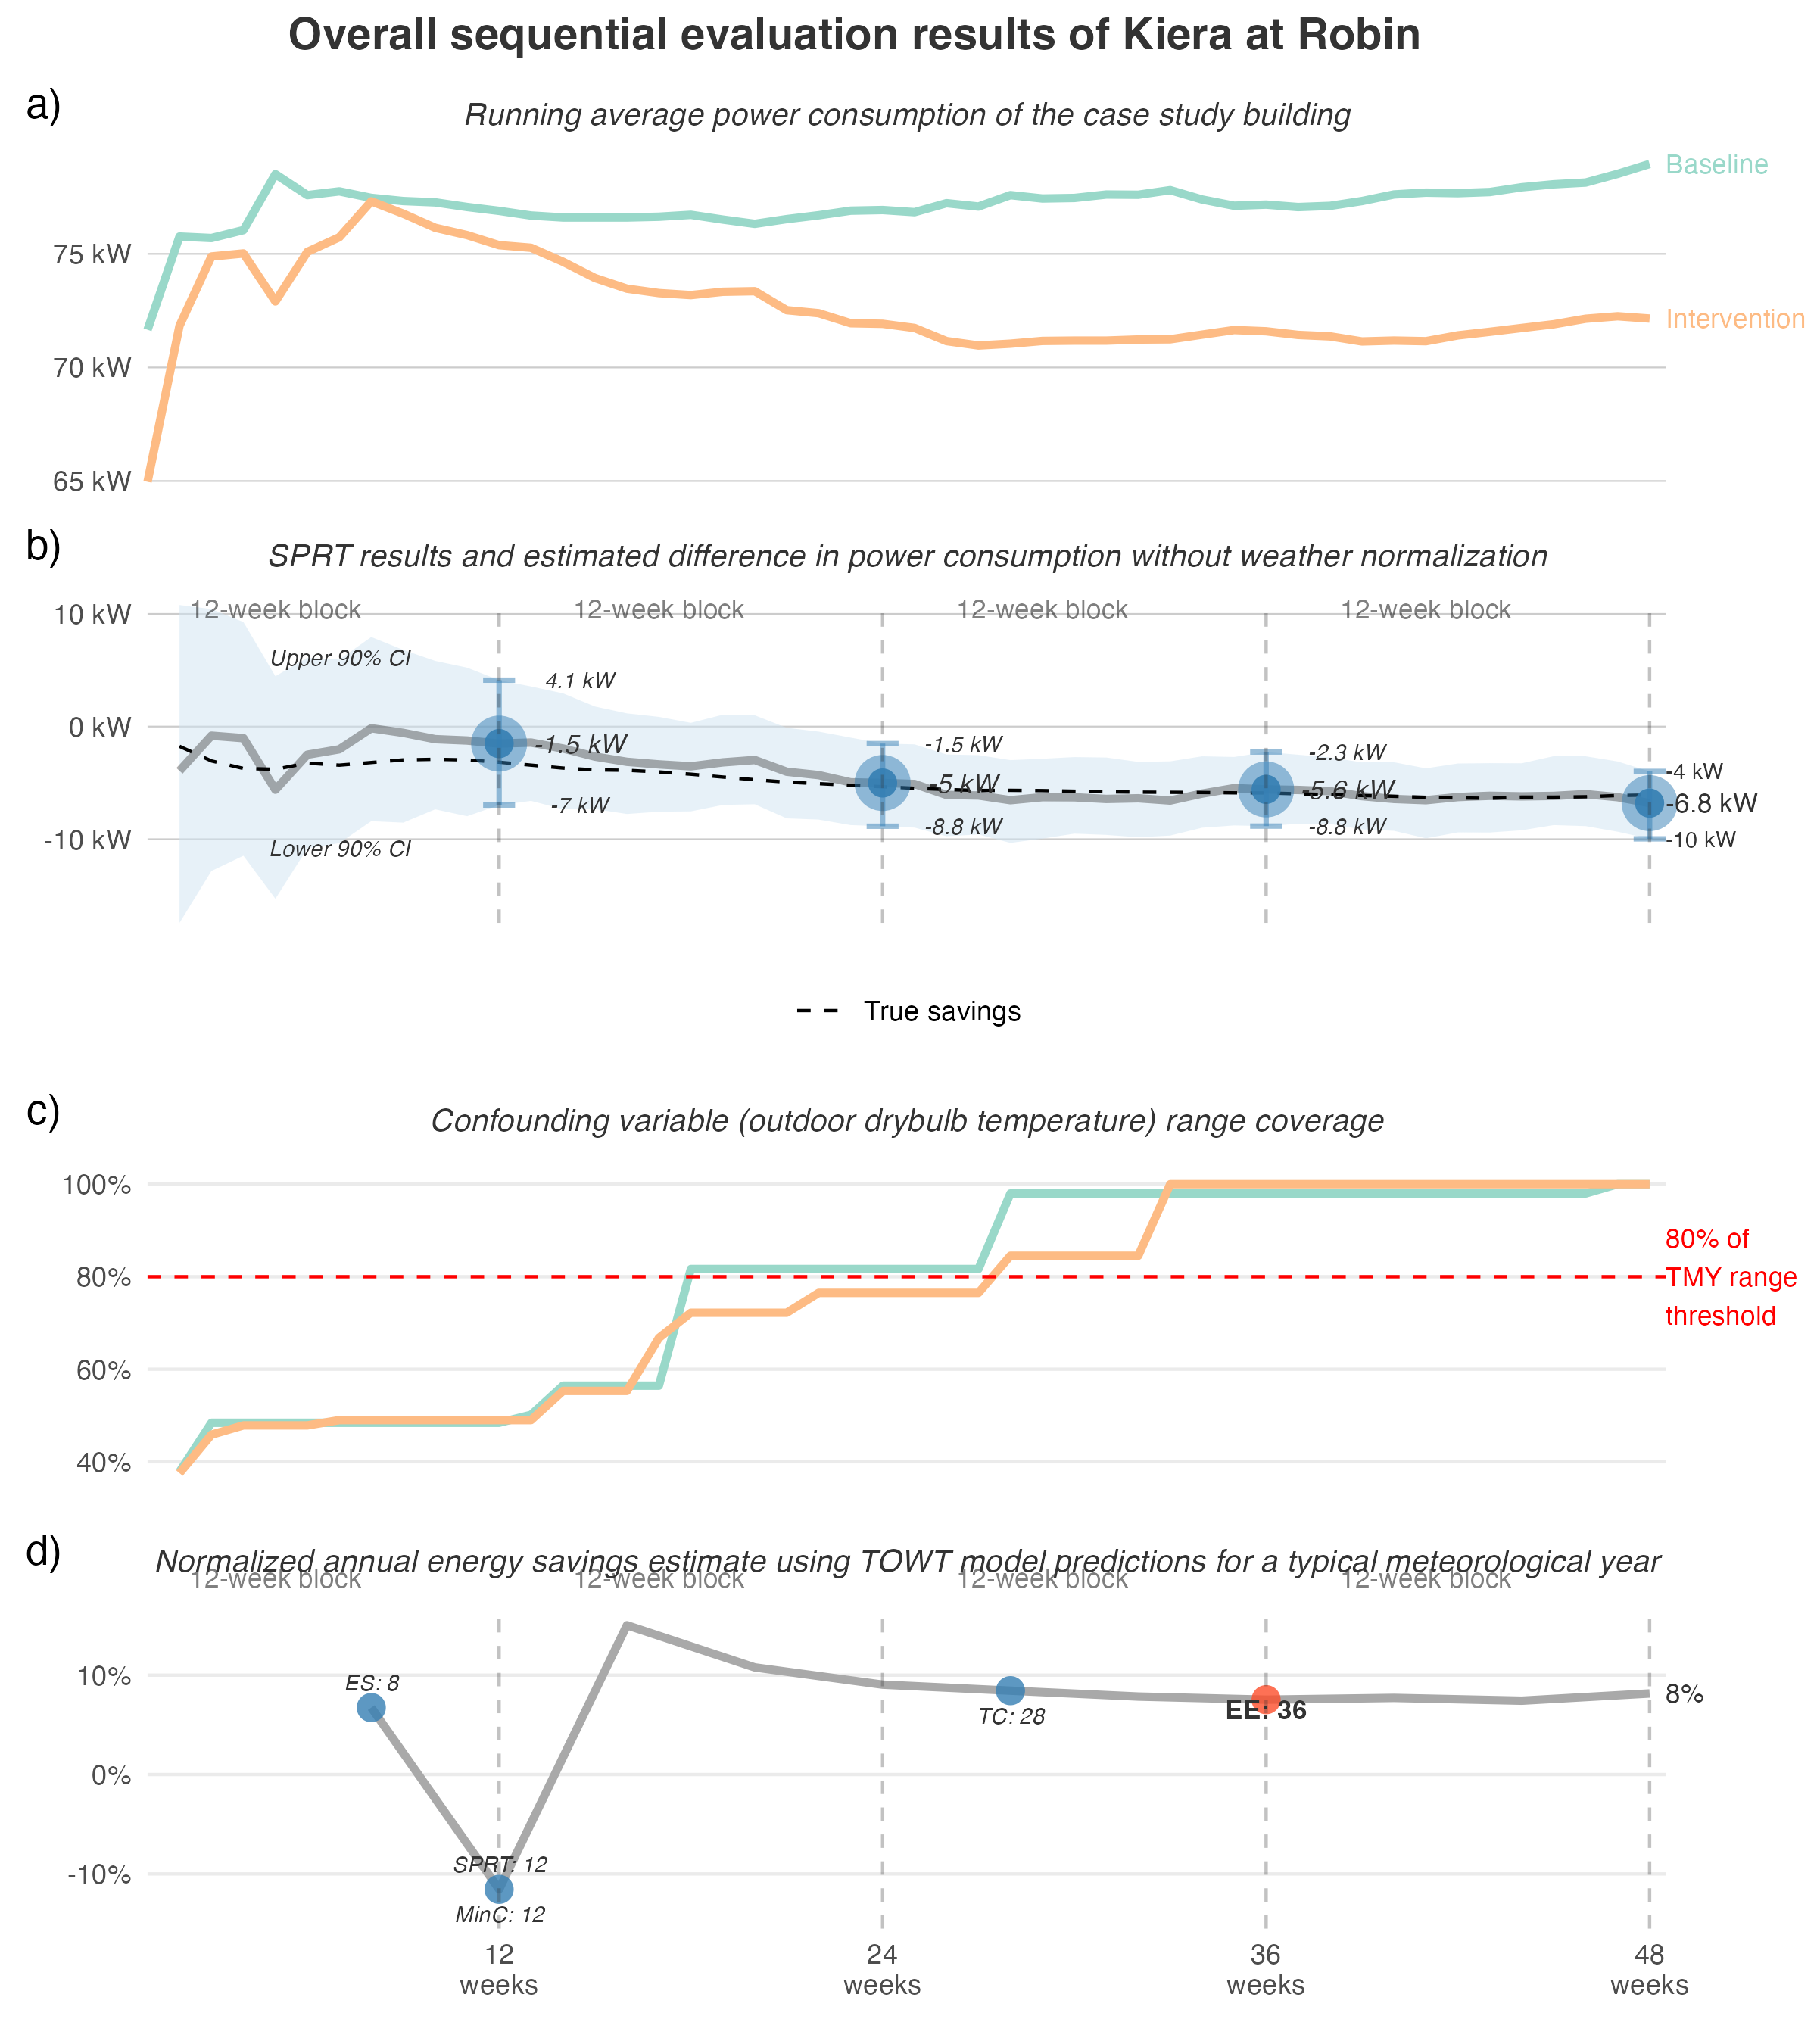 Overall sequential evaluation results of Kiera at Robin
a)
Running average power consumption of the case study building
Baseline
75 kW
Intervention
70 kW
65 kW
b)
SPRT results and estimated difference in power consumption without weather normalization
12-week block
12-week block
12-week block
12-week block
10 kW
Upper 90% CI
4.1 kW
0 kW
-1.5 kW
-1.5 kW
-2.3 kW
-4 kW
-5 kW
-5.6 kW
-6.8 kW
-7 kW
-8.8 kW
-8.8 kW
-10 kW
-10 kW
Lower 90% CI
True savings
c)
Confounding variable (outdoor drybulb temperature) range coverage
100%
80% of
TMY range
threshold
80%
60%
40%
d)
Normalized annual energy savings estimate using TOWT model predictions for a typical meteorological year
12-week block
12-week block
12-week block
12-week block
10%
ES: 8
TC: 28
EE: 36
8%
0%
-10%
SPRT: 12
MinC: 12
12
weeks
24
weeks
36
weeks
48
weeks